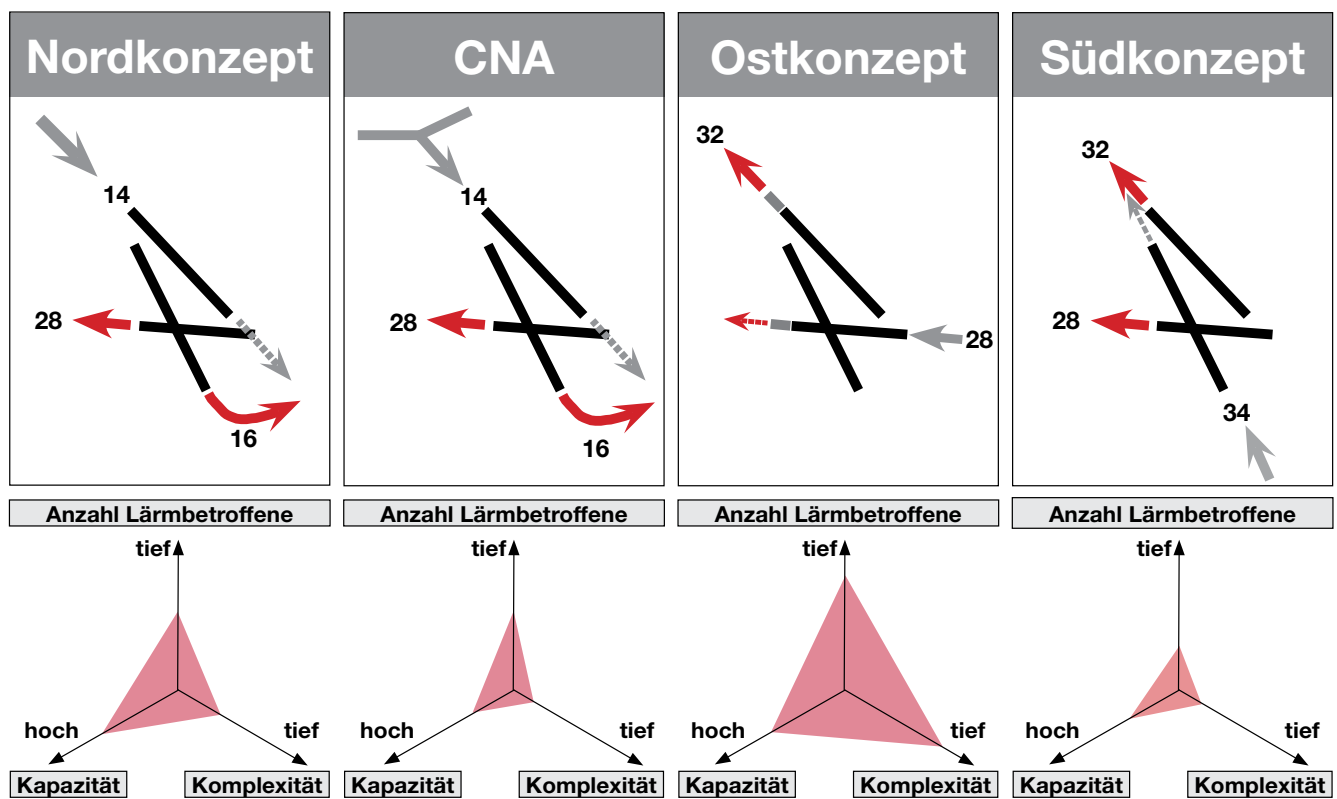 Nordkonzept
14
28
16
Anzahl Lärmbetroffene
tief
hoch
tief
Kapazität
Komplexität
CNA
14
28
16
Anzahl Lärmbetroffene
tief
hoch
tief
Kapazität
Komplexität
Ostkonzept
32
28
Anzahl Lärmbetroffene
tief
hoch
tief
Kapazität
Komplexität
Südkonzept
32
28
34
Anzahl Lärmbetroffene
tief
hoch
tief
Kapazität
Komplexität